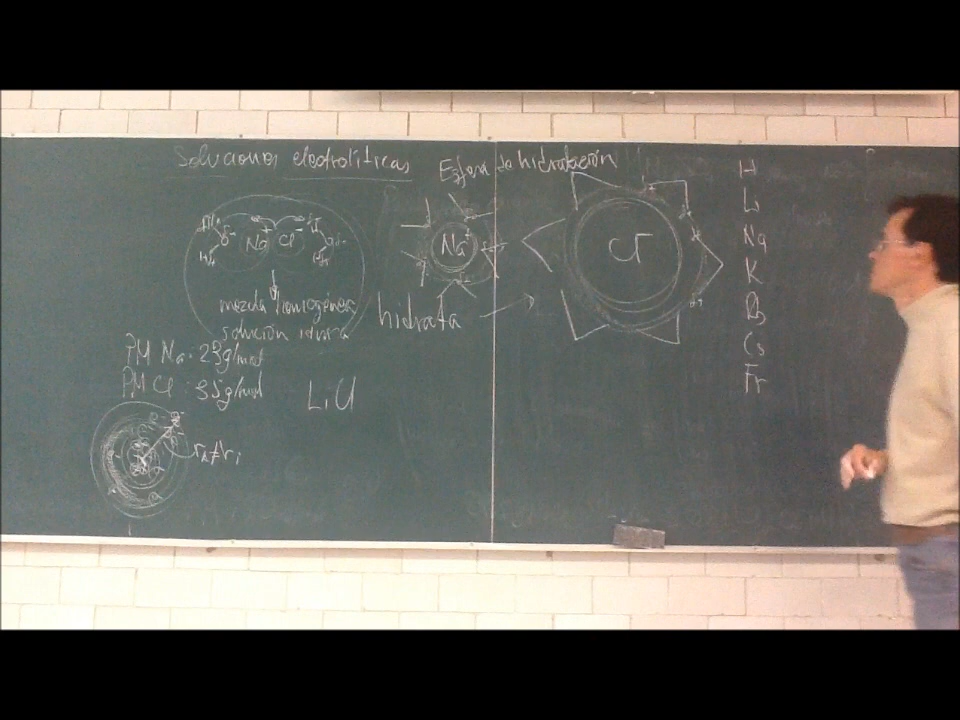 Soluciones electrolíticas
Esfera de hidratación
Na+ Cl-
mezcla homogénea
solución iónica
Na+
hidrata
Cl-
PM Na: 23g/mol
PM Cl: 35g/mol
LiCl
H
Li
Na
K
Rb
Cs
Fr